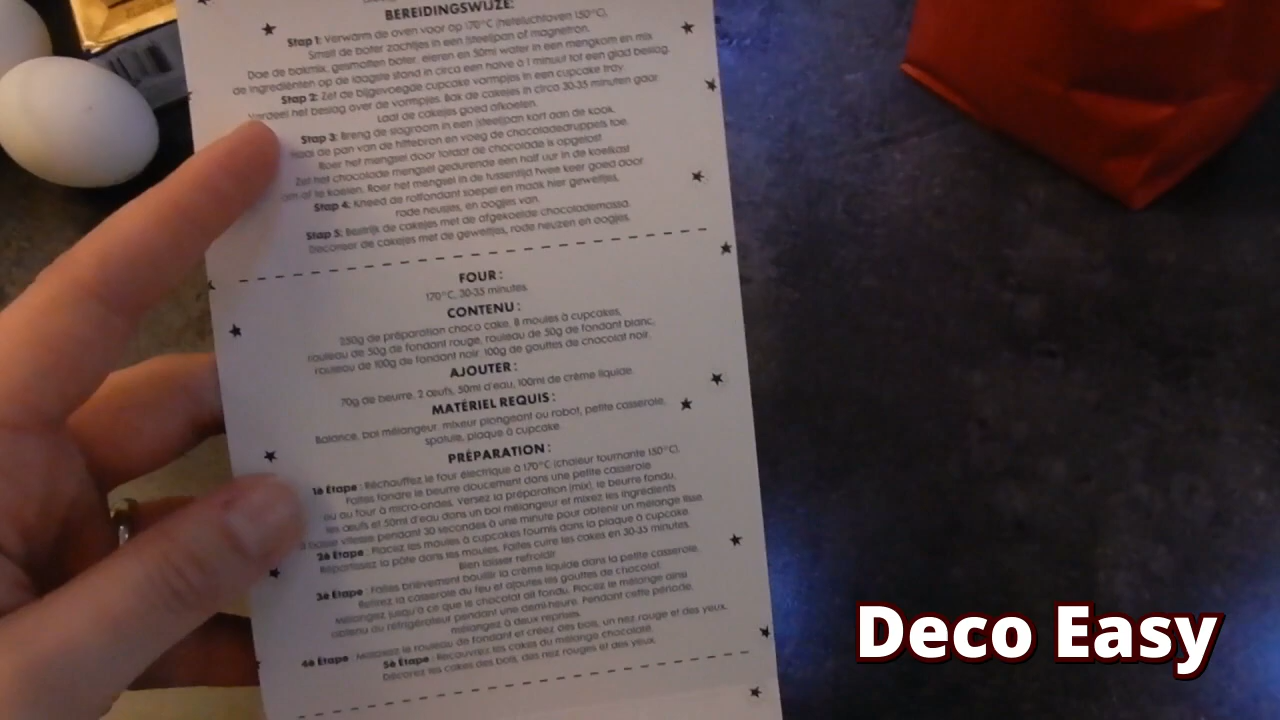 BEREIDINGSWIJZE:
Stap 1: Verwarm de oven voor op 170°C (heteluchtoven 150°C).
Smelt de boter zachtjes in een (steel)pan of magnetron.
Doe de bakmix, gesmolten boter, eieren en 50ml water in een mengkom en mix
de ingrediënten op de laagste stand in circa een halve à 1 minuut tot een glad beslag.
Stap 2: Zet de bijgevoegde cupcake vormpjes in een cupcake tray.
Verdeel het beslag over de vormpjes. Bak de cakejes in circa 30-35 minuten gaar.
Laat de cakejes goed afkoelen.
Stap 3: Breng de slagroom in een (steel)pan kort aan de kook.
Haal de pan van de hittebron en voeg de chocoladedruppels toe.
Roer het mengsel door totdat de chocolade is opgelost
Zet het chocolade mengsel gedurende een half uur in de koelkast
om af te koelen. Roer het mengsel in de tussentijd twee keer goed door
Stap 4: Kneed de rolfondant soepel en maak hier geweitjes,
rode neusjes, en oogjes van.
Stap 5: Bestrijk de cakejes met de afgekoelde chocolademassa.
Decoreer de cakejes met de geweitjes, rode neuzen en oogjes.
FOUR:
170°C, 30-35 minutes
CONTENU:
250g de préparation choco cake, 8 moules à cupcakes,
rouleau de 50g de fondant rouge, rouleau de 50g de fondant blanc,
rouleau de 100g de fondant noir, 100g de gouttes de chocolat noir.
AJOUTER:
70g de beurre, 2 œufs, 50ml d'eau, 100ml de crème liquide.
MATÉRIEL REQUIS:
Balance, bol mélangeur, mixeur plongeant ou robot, petite casserole,
spatule, plaque à cupcake.
PRÉPARATION:
1è Étape : Réchauffez le four électrique à 170°C (chaleur tournante 150°C).
Faites fondre le beurre doucement dans une petite casserole
ou au four à micro-ondes. Versez la préparation (mix), le beurre fondu,
les œufs et 50ml d'eau dans un bol mélangeur et mixez les ingrédients
à basse vitesse pendant 30 secondes à une minute pour obtenir un mélange lisse
2è Étape : Placez les moules à cupcakes fournis dans la plaque à cupcake.
Répartissez la pâte dans les moules. Faites cuire les cakes en 30-35 minutes.
Bien laisser refroidir.
3è Étape : Faites brièvement bouillir la crème liquide dans la petite casserole.
Retirez la casserole du feu et ajoutez les gouttes de chocolat.
Mélangez jusqu'à ce que le chocolat ait fondu. Placez le mélange ainsi
obtenu au réfrigérateur pendant une demi-heure. Pendant cette période,
mélangez à deux reprises.
4è Étape : Malaxez le rouleau de fondant et créez des bois, un nez rouge et des yeux.
5è Étape : Recouvrez les cakes du mélange chocolaté.
Décorez les cakes des bois, des nez rouges et des yeux.
Deco Easy